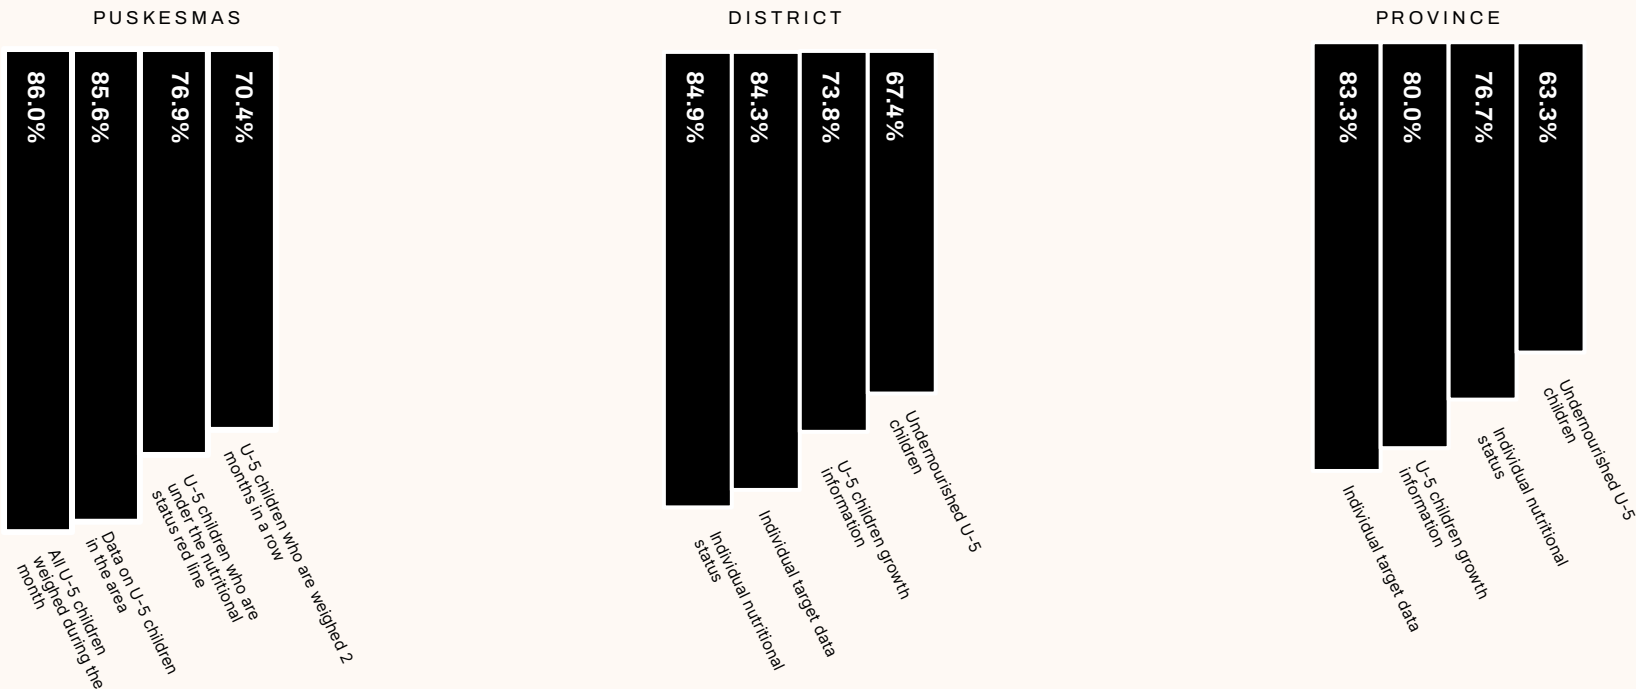 PUSKESMAS
86.0%
85.6%
76.9%
70.4%
All U-5 children
weighed during the
month
Data on U-5 children
in the area
U-5 children who are
under the nutritional
status red line
U-5 children who are weighed 2
months in a row
DISTRICT
84.9%
84.3%
73.8%
67.4%
Individual nutritional
status
Individual target data
U-5 children growth
information
Undernourished U-5
children
PROVINCE
83.3%
80.0%
76.7%
63.3%
Individual target data
U-5 children growth
information
Individual nutritional
status
Undernourished U-5
children